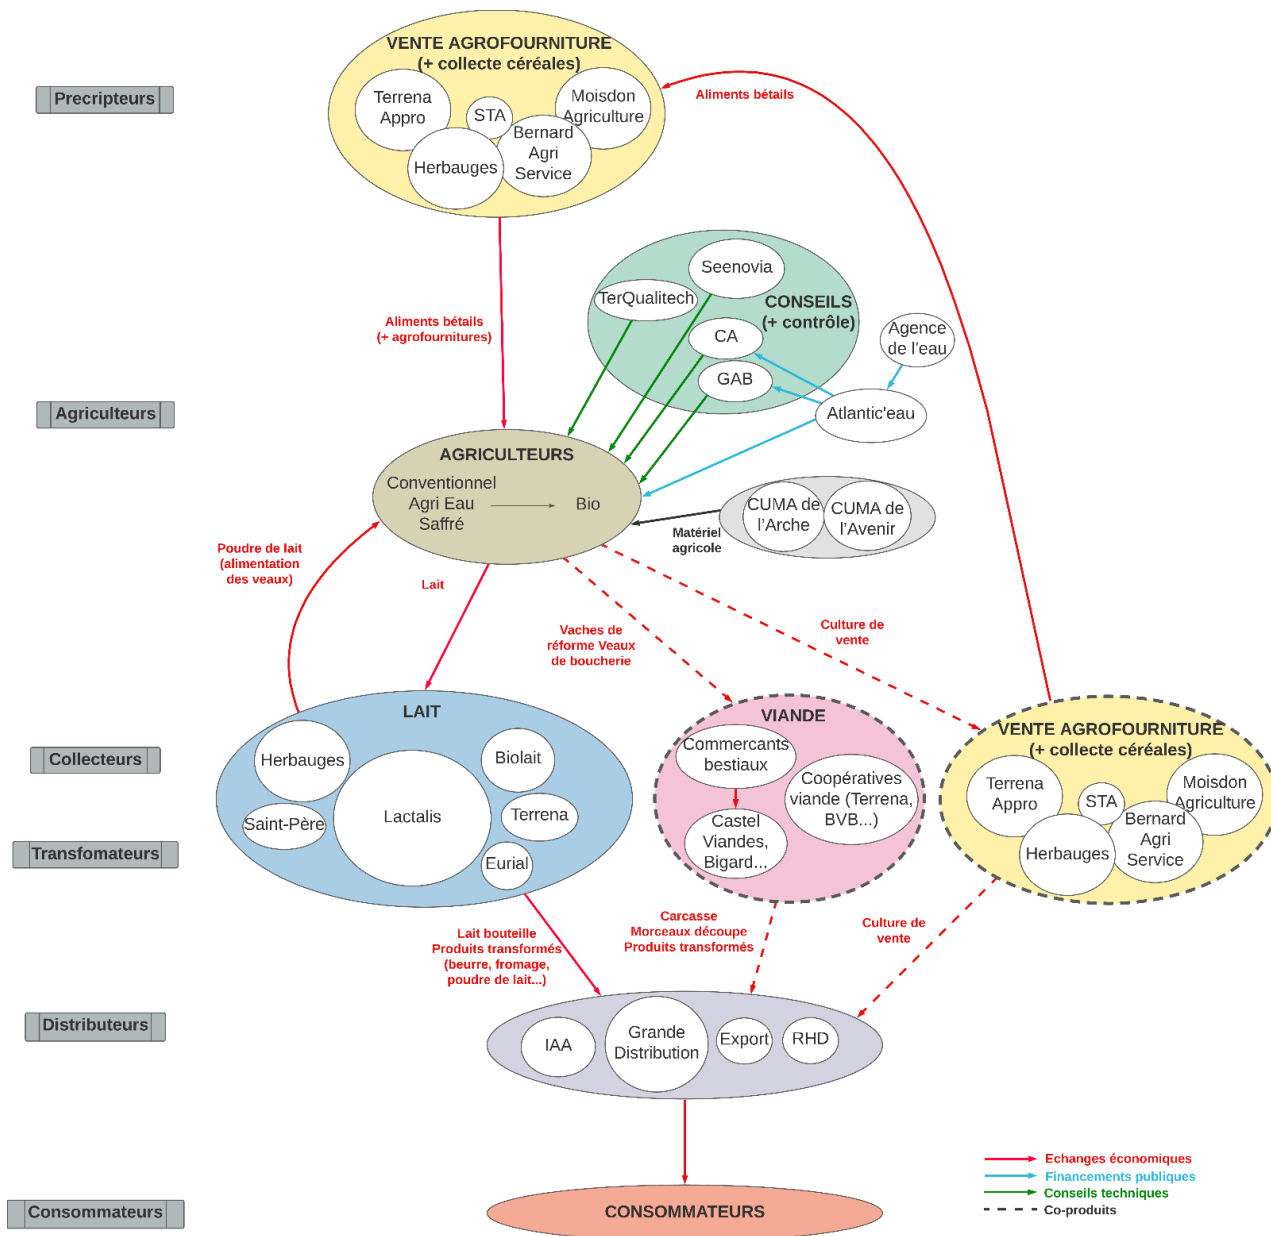 VENTE AGROFOURNITURE
(+ collecte céréales)
Precripteurs
Terrena
Appro
STA
Moisdon
Agriculture
Bernard
Agri
Service
Herbauges
Aliments bétails
Seenovia
TerQualitech
CONSEILS
(+ contrôle)
CA
GAB
Agence
de l'eau
Atlantic'eau
Aliments bétails
(+ agrofournitures)
Agriculteurs
AGRICULTEURS
Conventionnel
Agri Eau
Saffré
Bio
CUMA de
l'Arche
CUMA de
l'Avenir
Matériel
agricole
Poudre de lait
(alimentation
des veaux)
Lait
Vaches de
réforme Veaux
de boucherie
Culture de
vente
LAIT
Herbauges
Biolait
Lactalis
Saint-Père
Terrena
Eurial
VIANDE
Commercants
bestiaux
Coopératives
viande (Terrena,
BVB...)
Castel
Viandes,
Bigard...
VENTE AGROFOURNITURE
(+ collecte céréales)
Terrena
Appro
STA
Moisdon
Agriculture
Bernard
Agri
Service
Herbauges
Collecteurs
Transfomateurs
Lait bouteille
Produits transformés
(beurre, fromage,
poudre de lait...)
Carcasse
Morceaux découpe
Produits transformés
Culture de
vente
Distributeurs
IAA
Grande
Distribution
Export
RHD
Consommateurs
CONSOMMATEURS
Echanges économiques
Financements publiques
Conseils techniques
Co-produits